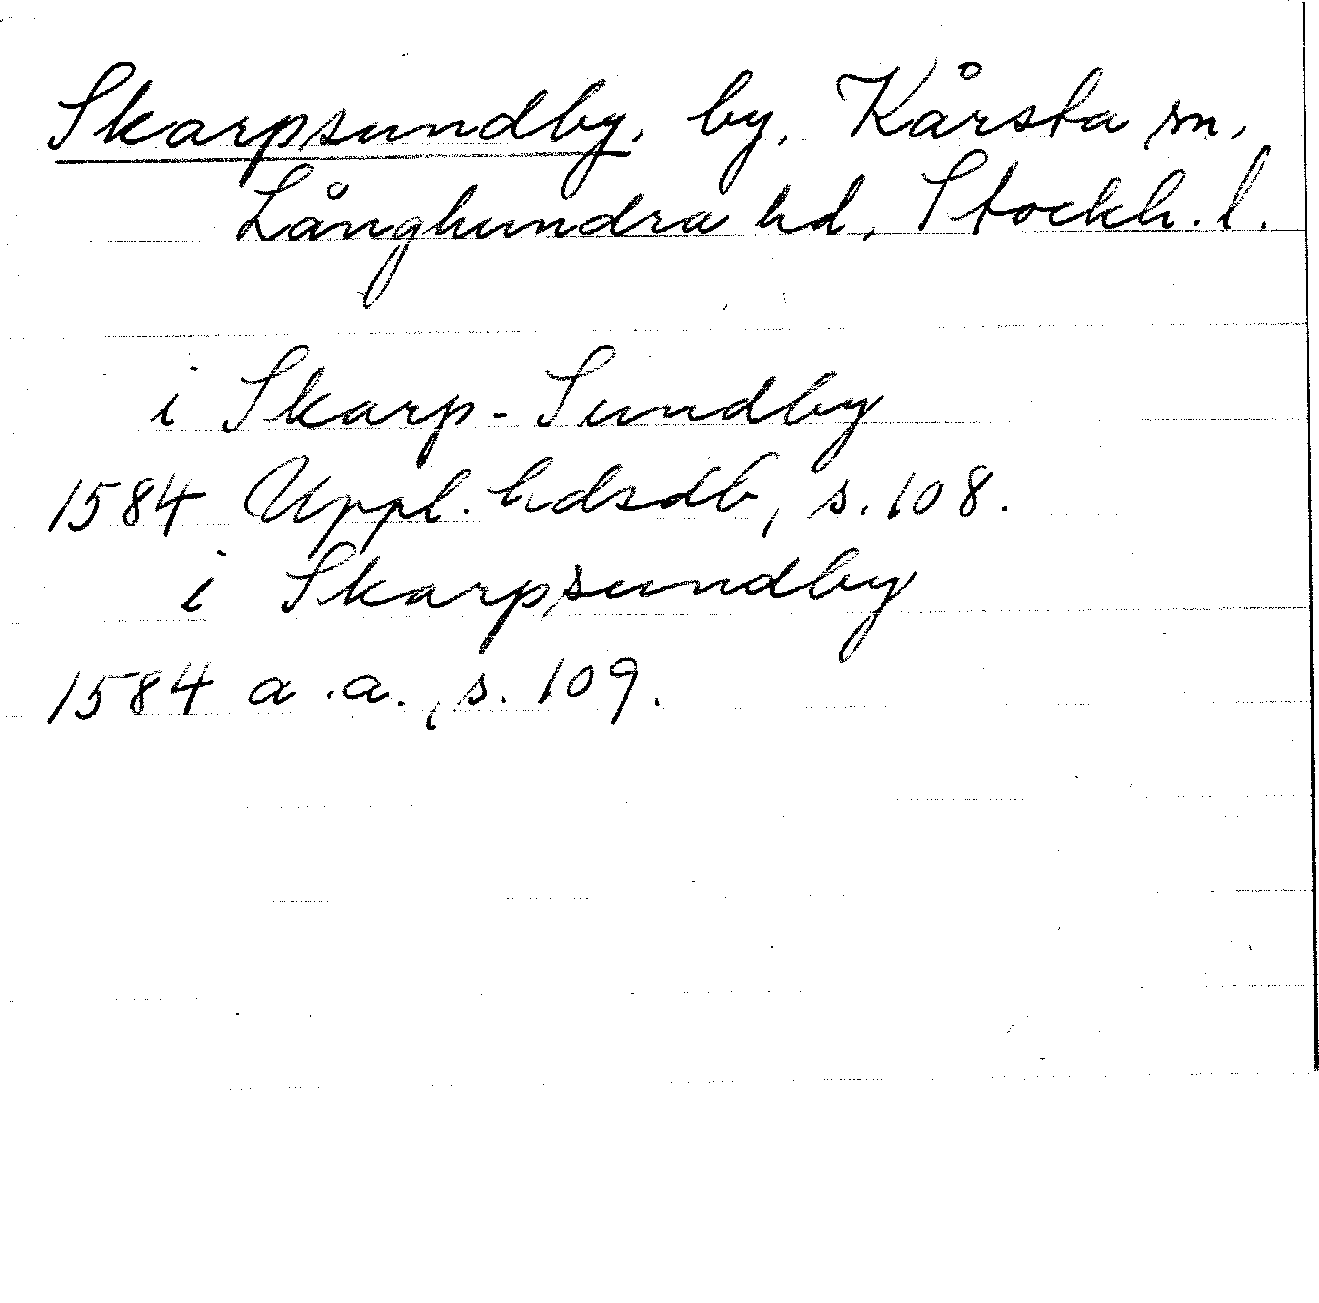 Skarpsundby, by, Kårsta sn,
Långhundra hd, Stockh. l.
i Skarp-Sundby
1584 Uppl. hdsdb, s. 108.
i Skarpsundby
1584 a.a., s. 109.